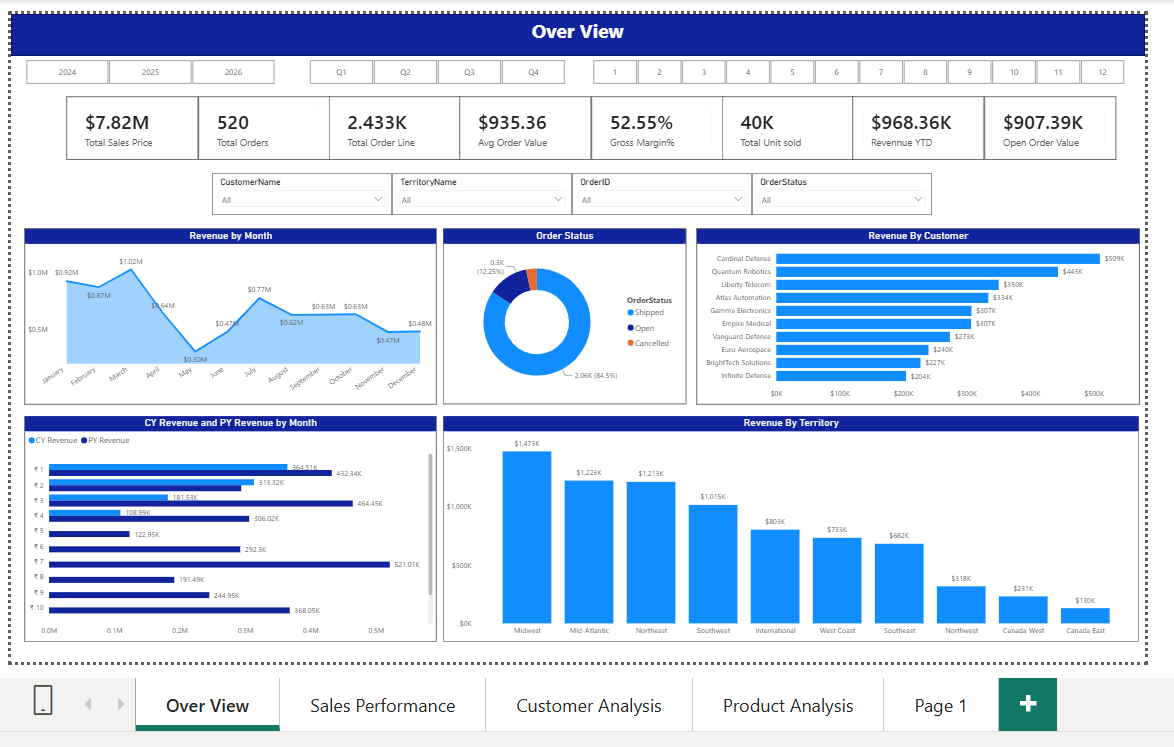 Over View
2024 2025 2026 Q1 Q2 Q3 Q4 1 2 3 4 5 6 7 8 9 10 11 12
$7.82M 520 2.433K $935.36 52.55% 40K $968.36K $907.39K
Total Sales Price Total Orders Total Order Line Avg Order Value Gross Margin% Total Unit sold Revennue YTD Open Order Value
CustomerName TerritoryName OrderID OrderStatus
All All All All
Revenue by Month
$1.0M
$0.5M
$0.92M $0.87M $1.02M $0.64M $0.30M $0.47M $0.77M $0.62M $0.63M $0.63M $0.47M $0.48M
January February March April May June July August September October November December
Order Status
0.3K
(12.25%)
2.06K (84.5%)
OrderStatus
Shipped
Open
Cancelled
Revenue By Customer
Cardinal Defense $509K
Quantum Robotics $443K
Liberty Telecom $350K
Atlas Automation $334K
Gamma Electronics $307K
Empire Medical $307K
Vanguard Defense $273K
Euro Aerospace $240K
BrightTech Solutions $227K
Infinite Defense $204K
$0K $100K $200K $300K $400K $500K
CY Revenue and PY Revenue by Month
CY Revenue PY Revenue
₹ 1 364.51K 432.34K
₹ 2 313.32K
₹ 3 181.53K 464.45K
₹ 4 108.99K 306.02K
₹ 5 122.95K
₹ 6 292.3K
₹ 7 521.01K
₹ 8 191.49K
₹ 9 244.95K
₹ 10 368.05K
0.0M 0.1M 0.2M 0.3M 0.4M 0.5M
Revenue By Territory
$1,500K
$1,000K
$500K
$0K
$1,473K $1,223K $1,213K $1,015K $803K $733K $682K $318K $231K $130K
Midwest Mid-Atlantic Northeast Southwest International West Coast Southeast Northwest Canada West Canada East
Over View Sales Performance Customer Analysis Product Analysis Page 1 +